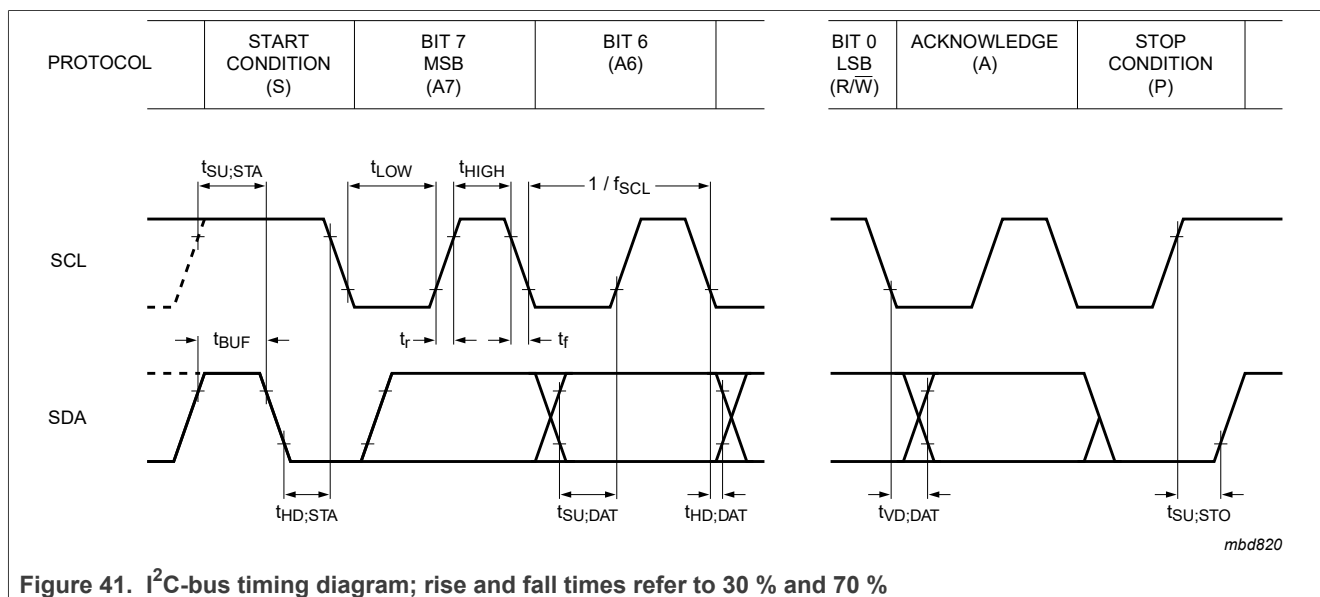 PROTOCOL
START
CONDITION
(S)
BIT 7
MSB
(A7)
BIT 6
(A6)
BIT 0
LSB
(R/W̅)
ACKNOWLEDGE
(A)
STOP
CONDITION
(P)
tSU;STA
tLOW
tHIGH
1 / fSCL
SCL
tBUF
tr
tf
SDA
tHD;STA
tSU;DAT
tHD;DAT
tVD;DAT
tSU;STO
mbd820
Figure 41. I²C-bus timing diagram; rise and fall times refer to 30 % and 70 %